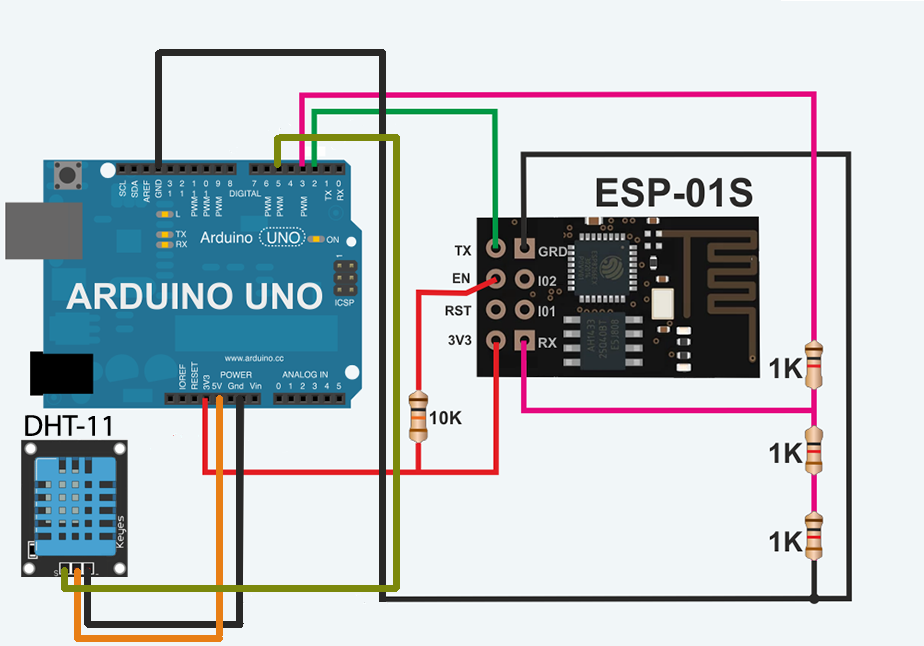 ESP-01S
SCL
SDA
AREF
GND
13
12
PWM 11
PWM 10
PWM 9
8
DIGITAL
7
PWM 6
PWM 5
4
PWM 3
2
TX 1
RX 0
L
TX
RX
Arduino UNO
ON
1
ICSP
ARDUINO UNO
www.arduino.cc
POWER
ANALOG IN
IOREF
RESET
3V3
5V
Gnd
Vin
0 1 2 3 4 5
TX
EN
RST
3V3
GRD
I02
I01
RX
10K
1K
1K
1K
DHT-11
Keyes
S
-